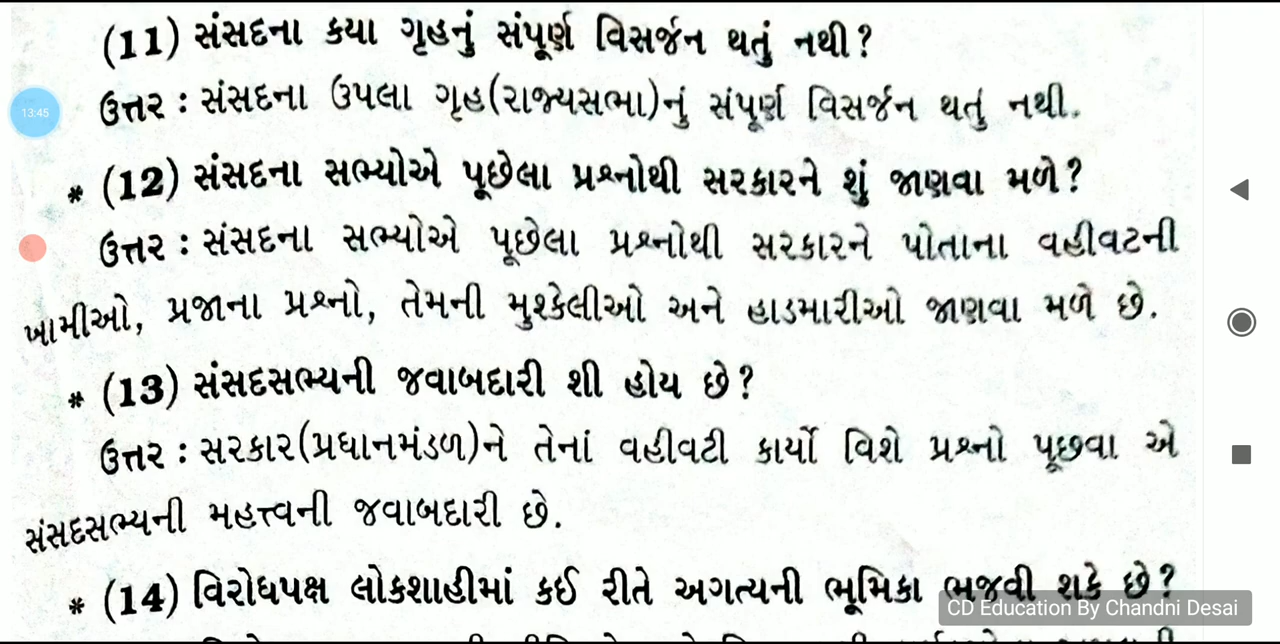 (11) સંસદના કયા ગૃહનું સંપૂર્ણ વિસર્જન થતું નથી?
ઉત્તર : સંસદના ઉપલા ગૃહ(રાજ્યસભા)નું સંપૂર્ણ વિસર્જન થતું નથી.
13:45
* (12) સંસદના સભ્યોએ પૂછેલા પ્રશ્નોથી સરકારને શું જાણવા મળે?
ઉત્તર : સંસદના સભ્યોએ પૂછેલા પ્રશ્નોથી સરકારને પોતાના વહીવટની
ખામીઓ, પ્રજાના પ્રશ્નો, તેમની મુશ્કેલીઓ અને હાડમારીઓ જાણવા મળે છે.
* (13) સંસદસભ્યની જવાબદારી શી હોય છે?
ઉત્તર : સરકાર(પ્રધાનમંડળ)ને તેનાં વહીવટી કાર્યો વિશે પ્રશ્નો પૂછવા એ
સંસદસભ્યની મહત્ત્વની જવાબદારી છે.
* (14) વિરોધપક્ષ લોકશાહીમાં કઈ રીતે અગત્યની ભૂમિકા ભજવી શકે છે?
CD Education By Chandni Desai